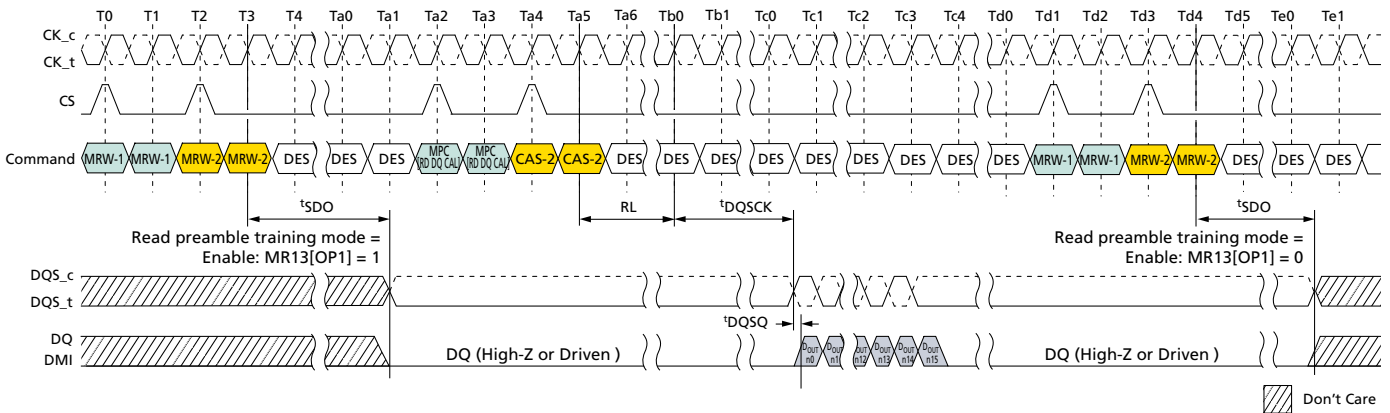 T0 T1 T2 T3 T4 Ta0 Ta1 Ta2 Ta3 Ta4 Ta5 Ta6 Tb0 Tb1 Tc0 Tc1 Tc2 Tc3 Tc4 Td0 Td1 Td2 Td3 Td4 Td5 Te0 Te1
CK_c
CK_t
CS
Command MRW-1 MRW-1 MRW-2 MRW-2 DES DES DES MPC [RD DQ CAL] MPC [RD DQ CAL] CAS-2 CAS-2 DES DES DES DES DES DES DES DES DES MRW-1 MRW-1 MRW-2 MRW-2 DES DES DES
tSDO RL tDQSCK tSDO
Read preamble training mode =
Enable: MR13[OP1] = 1
Read preamble training mode =
Enable: MR13[OP1] = 0
DQS_c
DQS_t
tDQSQ
DQ
DMI
DQ (High-Z or Driven )
DOUT n0 DOUT n1 DOUT n12 DOUT n13 DOUT n14 DOUT n15
DQ (High-Z or Driven )
Don't Care